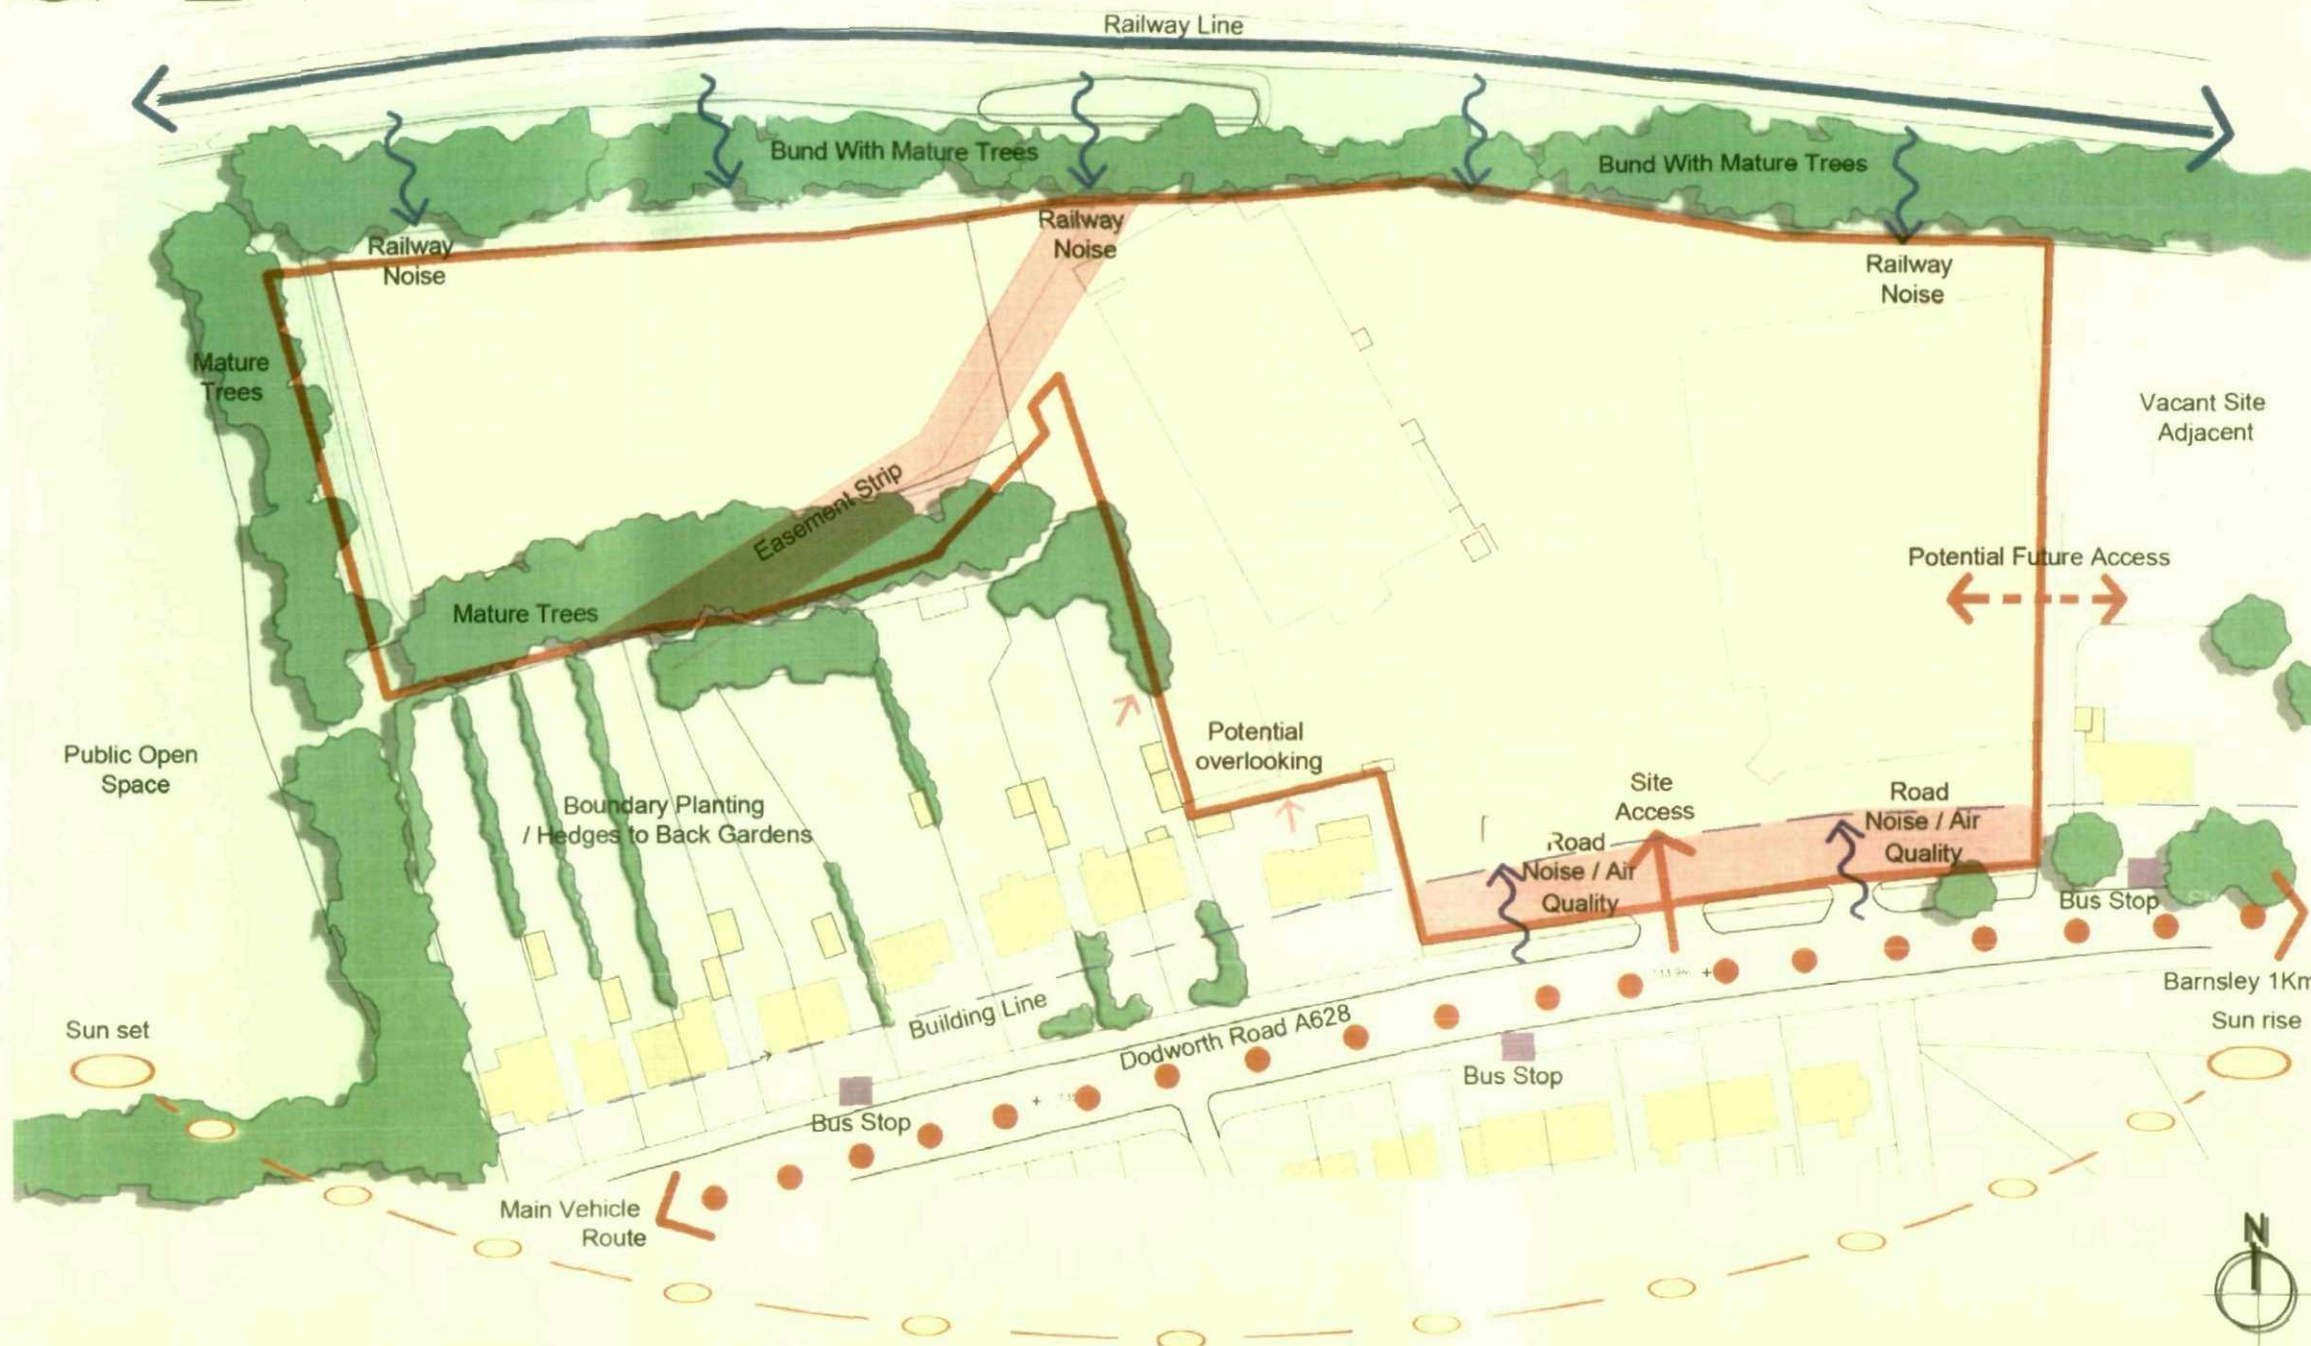 Railway Line
Bund With Mature Trees
Bund With Mature Trees
Railway
Noise
Railway
Noise
Railway
Noise
Mature
Trees
Vacant Site
Adjacent
Easement Strip
Potential Future Access
Mature Trees
Potential
overlooking
Public Open
Space
Boundary Planting
/ Hedges to Back Gardens
Site
Access
Road
Noise / Air
Quality
Road
Noise / Air
Quality
Bus Stop
Barnsley 1Km
Sun rise
Sun set
Building Line
Dodworth Road A628
Bus Stop
Bus Stop
Main Vehicle
Route
N